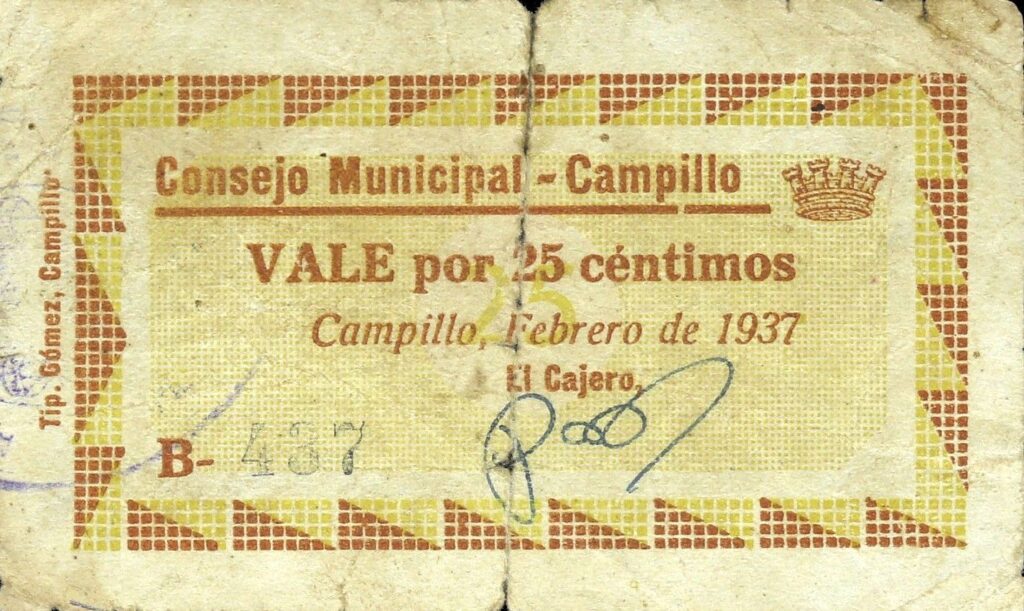 Consejo Municipal - Campillo
VALE por 25 céntimos
25
Campillo, Febrero de 1937
El Cajero,
B- 437
Tip. Gómez, Campillo